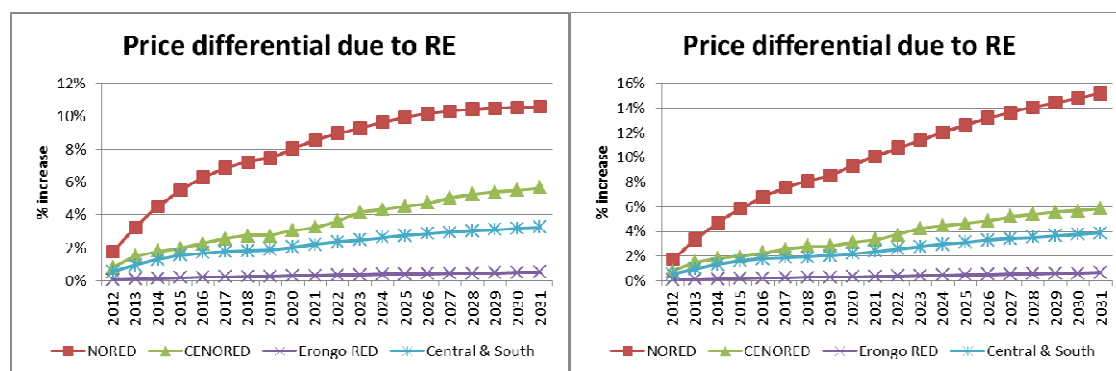 Price differential due to RE
% increase
12%
10%
8%
6%
4%
2%
0%
2012 2013 2014 2015 2016 2017 2018 2019 2020 2021 2022 2023 2024 2025 2026 2027 2028 2029 2030 2031
NORED CENORED Erongo RED Central & South
Price differential due to RE
% increase
16%
14%
12%
10%
8%
6%
4%
2%
0%
2012 2013 2014 2015 2016 2017 2018 2019 2020 2021 2022 2023 2024 2025 2026 2027 2028 2029 2030 2031
NORED CENORED Erongo RED Central & South